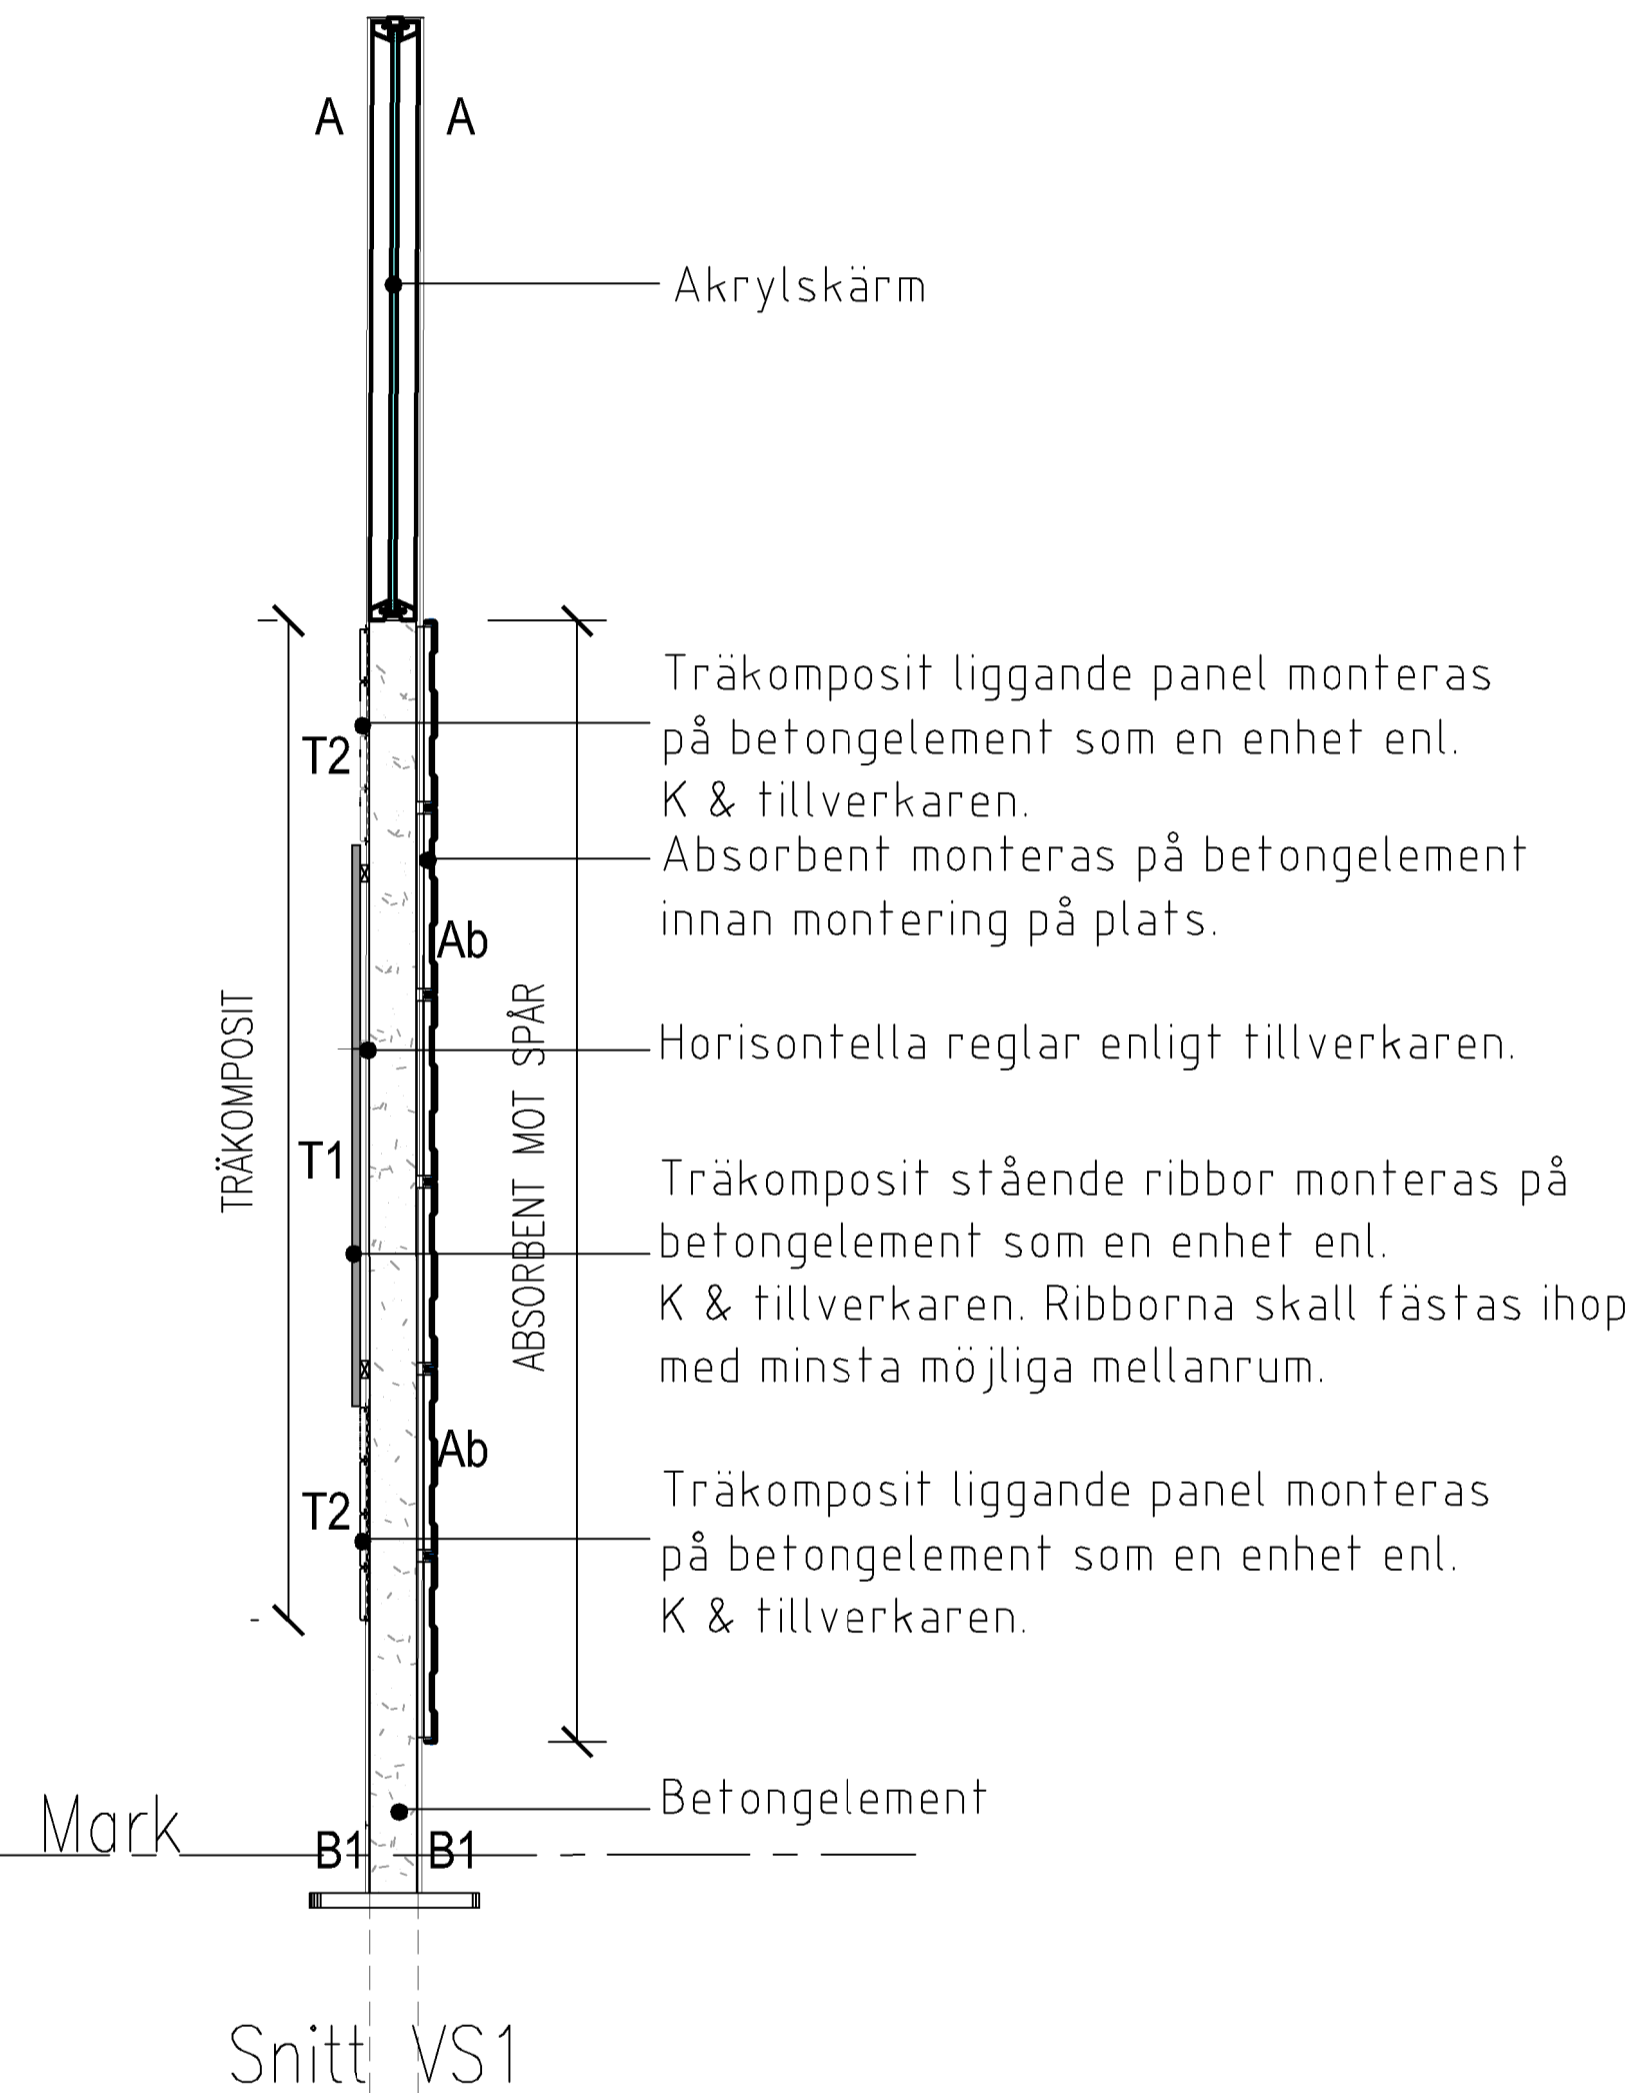 A A
Akrylskärm
Träkomposit liggande panel monteras
på betongelement som en enhet enl.
T2
K & tillverkaren.
Absorbent monteras på betongelement
innan montering på plats.
Ab
TRÄKOMPOSIT
ABSORBENT MOT SPÅR
Horisontella reglar enligt tillverkaren.
T1
Träkomposit stående ribbor monteras på
betongelement som en enhet enl.
K & tillverkaren. Ribborna skall fästas ihop
med minsta möjliga mellanrum.
Ab
T2
Träkomposit liggande panel monteras
på betongelement som en enhet enl.
K & tillverkaren.
Betongelement
Mark
B1 B1
Snitt VS1